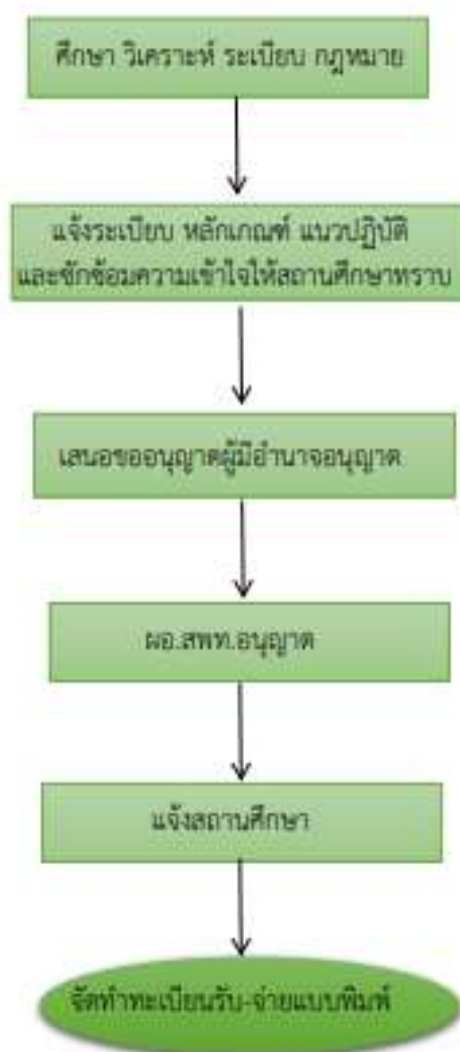 ศึกษา วิเคราะห์ ระเบียบ กฎหมาย
แจ้งระเบียบ หลักเกณฑ์ แนวปฏิบัติ
และซักซ้อมความเข้าใจให้สถานศึกษาทราบ
เสนอขออนุญาตผู้มีอำนาจอนุญาต
ผอ.สพท.อนุญาต
แจ้งสถานศึกษา
จัดทำทะเบียนรับ-จ่ายแบบพิมพ์